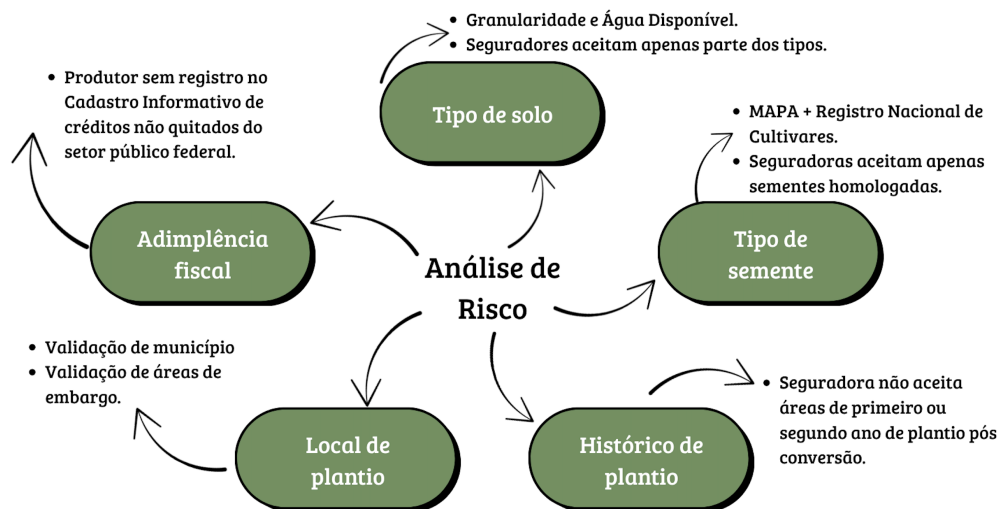 Granularidade e Água Disponível.
Seguradores aceitam apenas parte dos tipos.
Tipo de solo
Produtor sem registro no
Cadastro Informativo de
créditos não quitados do
setor público federal.
Adimplência
fiscal
MAPA + Registro Nacional de
Cultivares.
Seguradoras aceitam apenas
sementes homologadas.
Tipo de
semente
Análise de
Risco
Validação de município
Validação de áreas de
embargo.
Local de
plantio
Histórico de
plantio
Seguradora não aceita
áreas de primeiro ou
segundo ano de plantio pós
conversão.